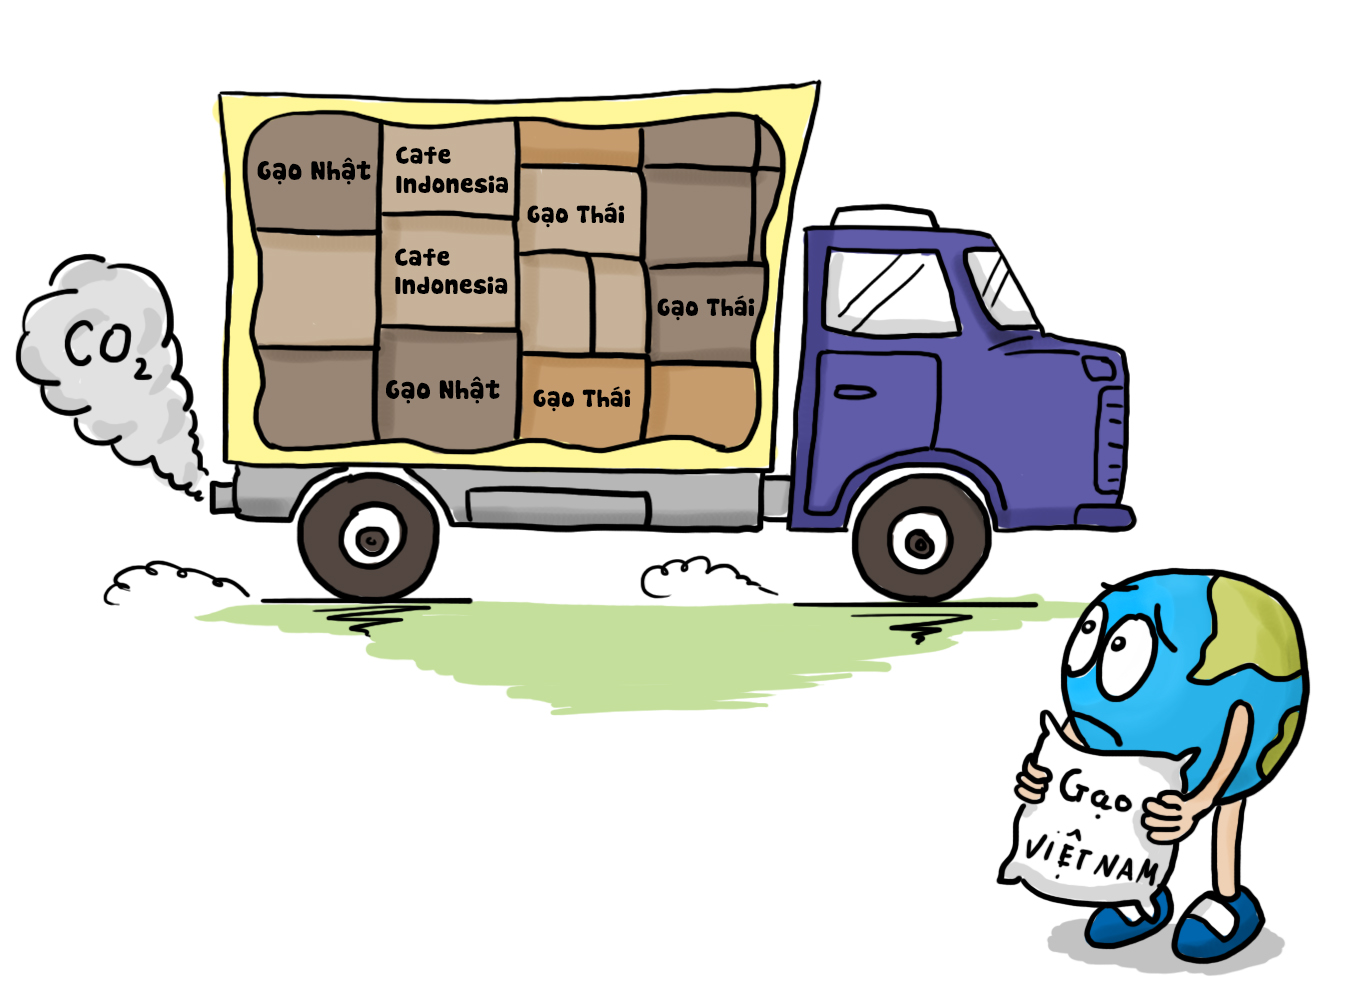 CO₂
Gạo Nhật
Cafe
Indonesia
Gạo Thái
Cafe
Indonesia
Gạo Thái
Gạo Nhật
Gạo Thái
Gạo
VIỆT NAM